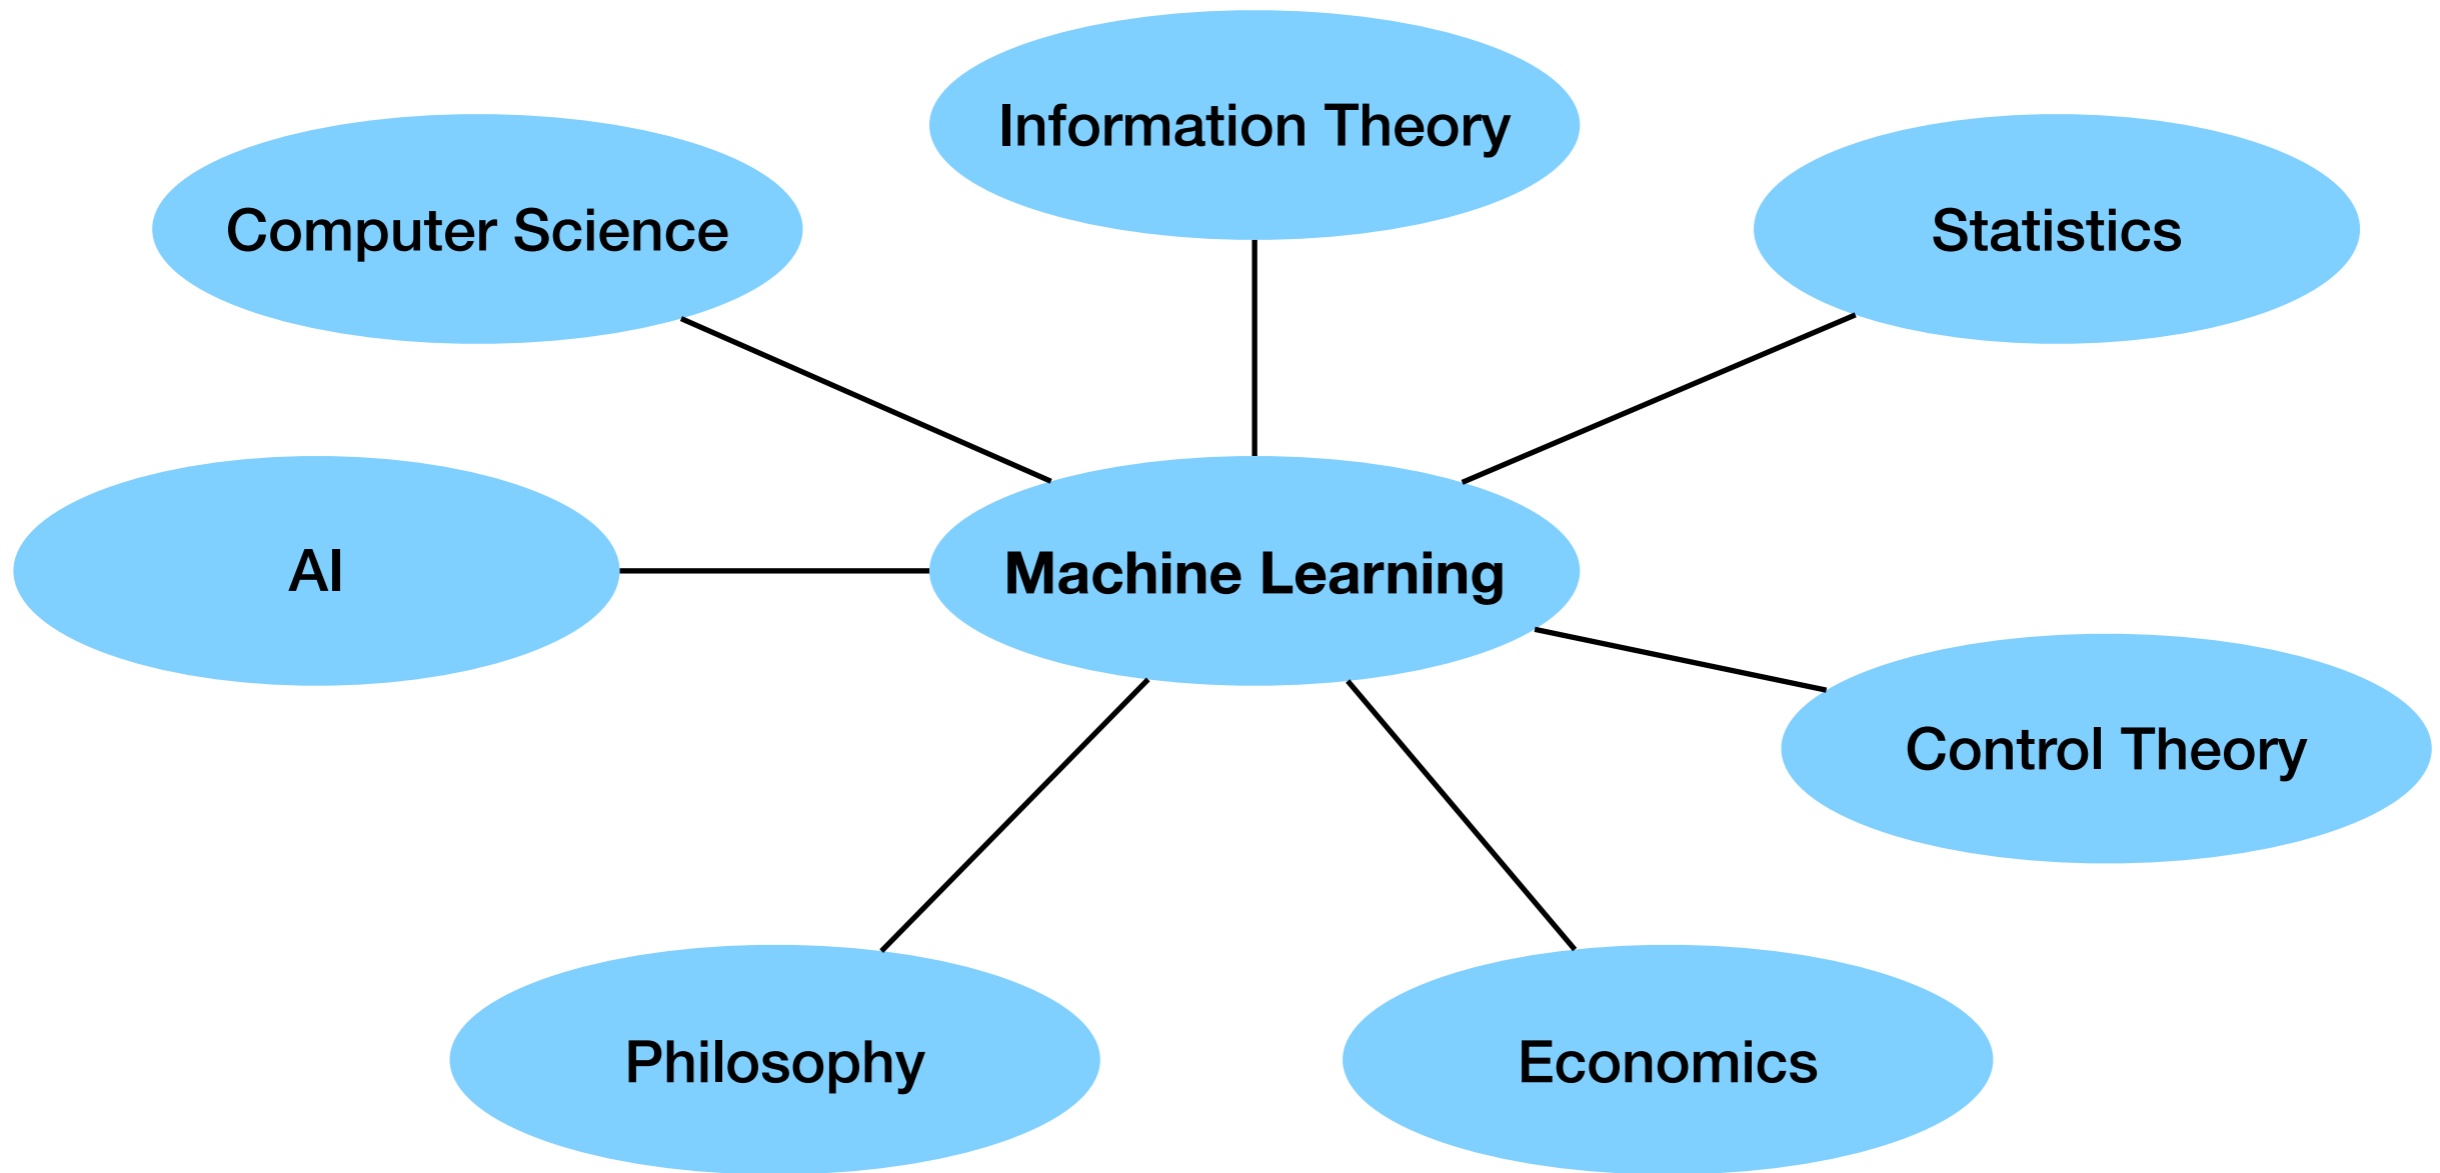 Information Theory
Computer Science
Statistics
AI
Machine Learning
Control Theory
Philosophy
Economics